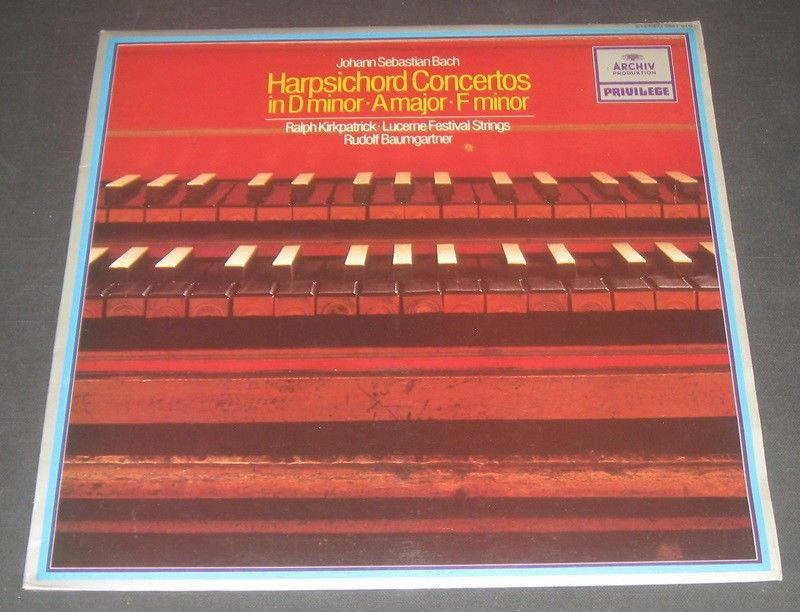 Johann Sebastian Bach
Harpsichord Concertos
in D minor · A major · F minor
Ralph Kirkpatrick · Lucerne Festival Strings
Rudolf Baumgartner
ARCHIV
PRODUKTION
PRIVILEGE